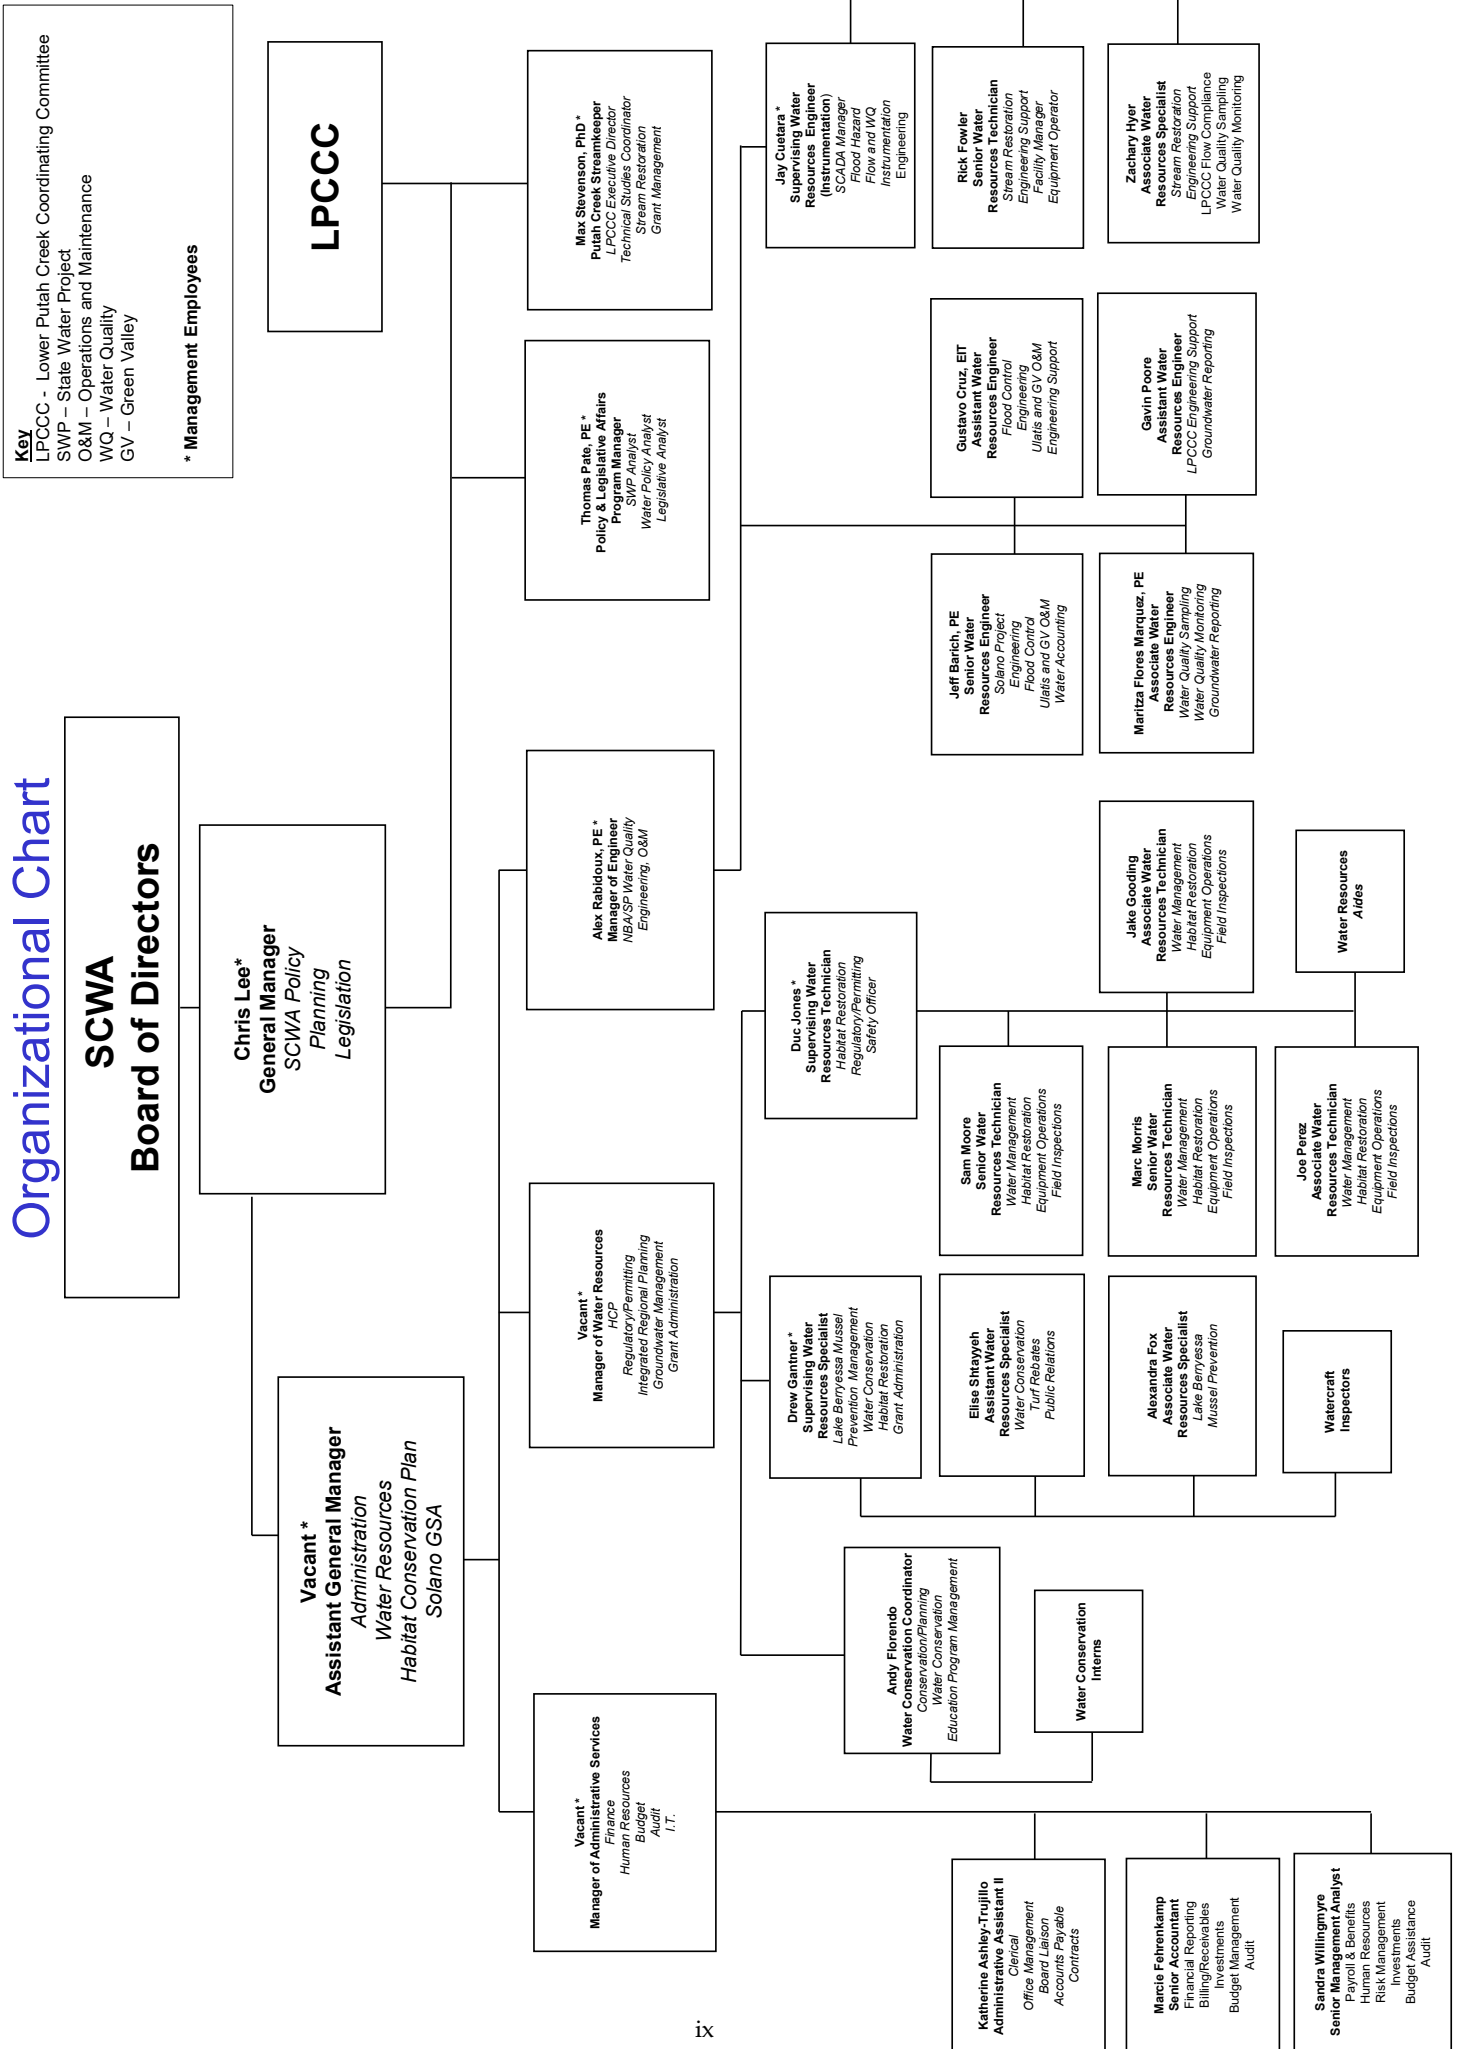 Organizational Chart
Key
LPCCC - Lower Putah Creek Coordinating Committee
SWP – State Water Project
O&M – Operations and Maintenance
WQ – Water Quality
GV – Green Valley
* Management Employees
SCWA
Board of Directors
LPCCC
Chris Lee*
General Manager
SCWA Policy
Planning
Legislation
Vacant *
Assistant General Manager
Administration
Water Resources
Habitat Conservation Plan
Solano GSA
Vacant *
Manager of Administrative Services
Finance
Human Resources
Budget
Audit
I.T.
Vacant *
Manager of Water Resources
HCP
Regulatory/Permitting
Integrated Regional Planning
Groundwater Management
Grant Administration
Alex Rabidoux, PE *
Manager of Engineer
NBA/SP Water Quality
Engineering, O&M
Thomas Pate, PE *
Policy & Legislative Affairs
Program Manager
SWP Analyst
Water Policy Analyst
Legislative Analyst
Max Stevenson, PhD *
Putah Creek Streamkeeper
LPCCC Executive Director
Technical Studies Coordinator
Stream Restoration
Grant Management
Andy Florendo
Water Conservation Coordinator
Conservation/Planning
Water Conservation
Education Program Management
Water Conservation
Interns
Drew Gantner *
Supervising Water
Resources Specialist
Lake Berryessa Mussel
Prevention Management
Water Conservation
Habitat Restoration
Grant Administration
Duc Jones *
Supervising Water
Resources Technician
Habitat Restoration
Regulatory/Permitting
Safety Officer
Jay Cuetara *
Supervising Water
Resources Engineer
(Instrumentation)
SCADA Manager
Flood Hazard
Flow and WQ
Instrumentation
Engineering
Katherine Ashley-Trujillo
Administrative Assistant II
Clerical
Office Management
Board Liaison
Accounts Payable
Contracts
Elise Shtayyeh
Assistant Water
Resources Specialist
Water Conservation
Turf Rebates
Public Relations
Sam Moore
Senior Water
Resources Technician
Water Management
Habitat Restoration
Equipment Operations
Field Inspections
Jeff Barich, PE
Senior Water
Resources Engineer
Solano Project
Engineering
Flood Control
Ulatis and GV O&M
Water Accounting
Gustavo Cruz, EIT
Assistant Water
Resources Engineer
Flood Control
Engineering
Ulatis and GV O&M
Engineering Support
Rick Fowler
Senior Water
Resources Technician
Stream Restoration
Engineering Support
Facility Manager
Equipment Operator
Marcie Fehrenkamp
Senior Accountant
Financial Reporting
Billing/Receivables
Investments
Budget Management
Audit
Alexandra Fox
Associate Water
Resources Specialist
Lake Berryessa
Mussel Prevention
Marc Morris
Senior Water
Resources Technician
Water Management
Habitat Restoration
Equipment Operations
Field Inspections
Jake Gooding
Associate Water
Resources Technician
Water Management
Habitat Restoration
Equipment Operations
Field Inspections
Maritza Flores Marquez, PE
Associate Water
Resources Engineer
Water Quality Sampling
Water Quality Monitoring
Groundwater Reporting
Gavin Poore
Assistant Water
Resources Engineer
LPCCC Engineering Support
Groundwater Reporting
Zachary Hyer
Associate Water
Resources Specialist
Stream Restoration
Engineering Support
LPCCC Flow Compliance
Water Quality Sampling
Water Quality Monitoring
Sandra Willingmyre
Senior Management Analyst
Payroll & Benefits
Human Resources
Risk Management
Investments
Budget Assistance
Audit
Watercraft
Inspectors
Joe Perez
Associate Water
Resources Technician
Water Management
Habitat Restoration
Equipment Operations
Field Inspections
Water Resources
Aides
ix